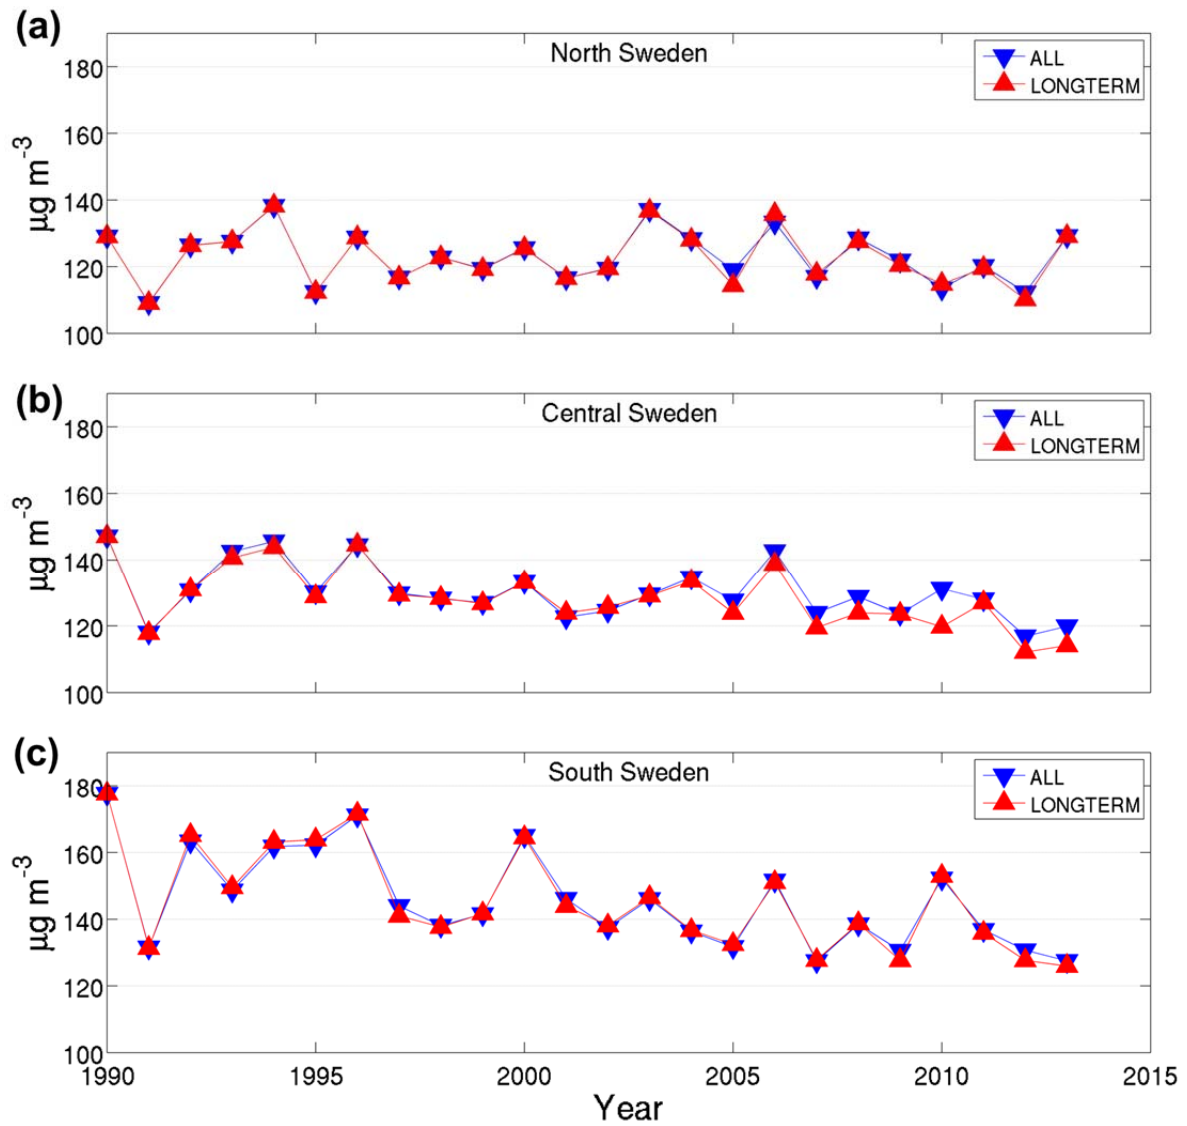 (a)
North Sweden
ALL
LONGTERM
µg m⁻³
180
160
140
120
100
(b)
Central Sweden
ALL
LONGTERM
µg m⁻³
180
160
140
120
100
(c)
South Sweden
ALL
LONGTERM
µg m⁻³
180
160
140
120
100
1990 1995 2000 2005 2010 2015
Year